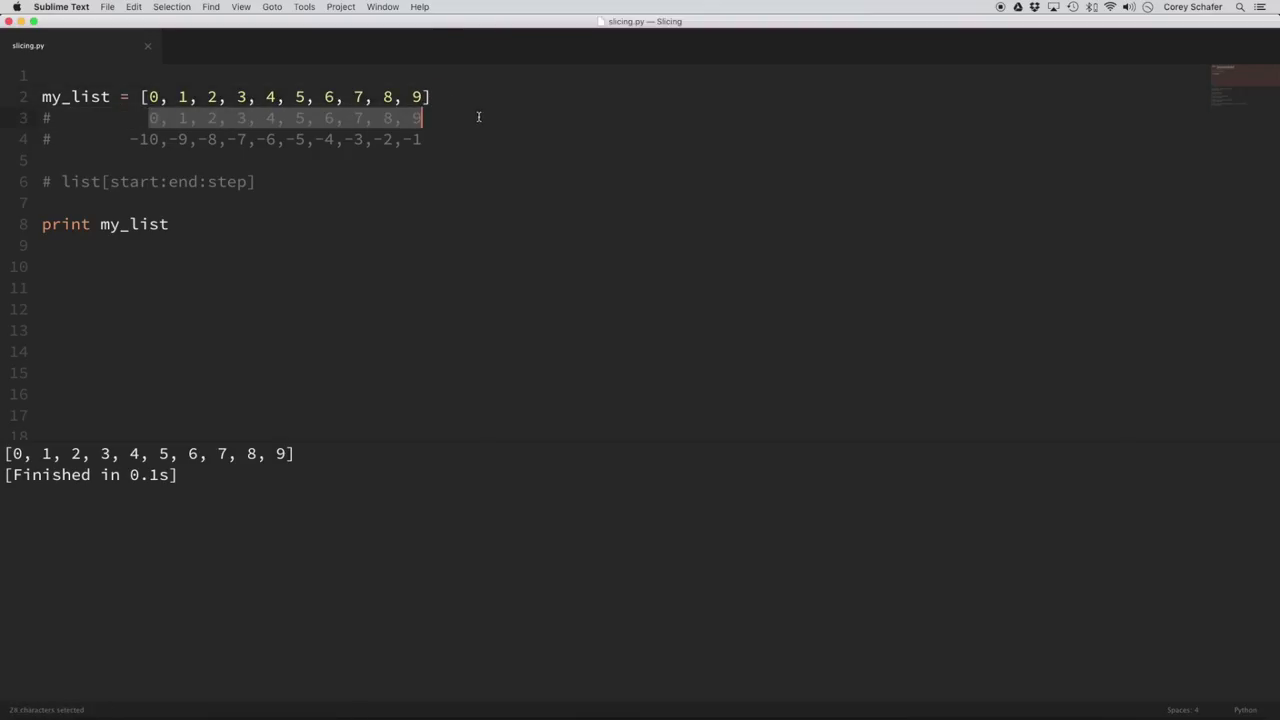 Sublime Text File Edit Selection Find View Goto Tools Project Window Help Corey Schafer
slicing.py — Slicing
slicing.py
1
2 my_list = [0, 1, 2, 3, 4, 5, 6, 7, 8, 9]
3 # 0, 1, 2, 3, 4, 5, 6, 7, 8, 9
4 # -10,-9,-8,-7,-6,-5,-4,-3,-2,-1
5
6 # list[start:end:step]
7
8 print my_list
9
10
11
12
13
14
15
16
17
18
[0, 1, 2, 3, 4, 5, 6, 7, 8, 9]
[Finished in 0.1s]
28 characters selected Spaces: 4 Python